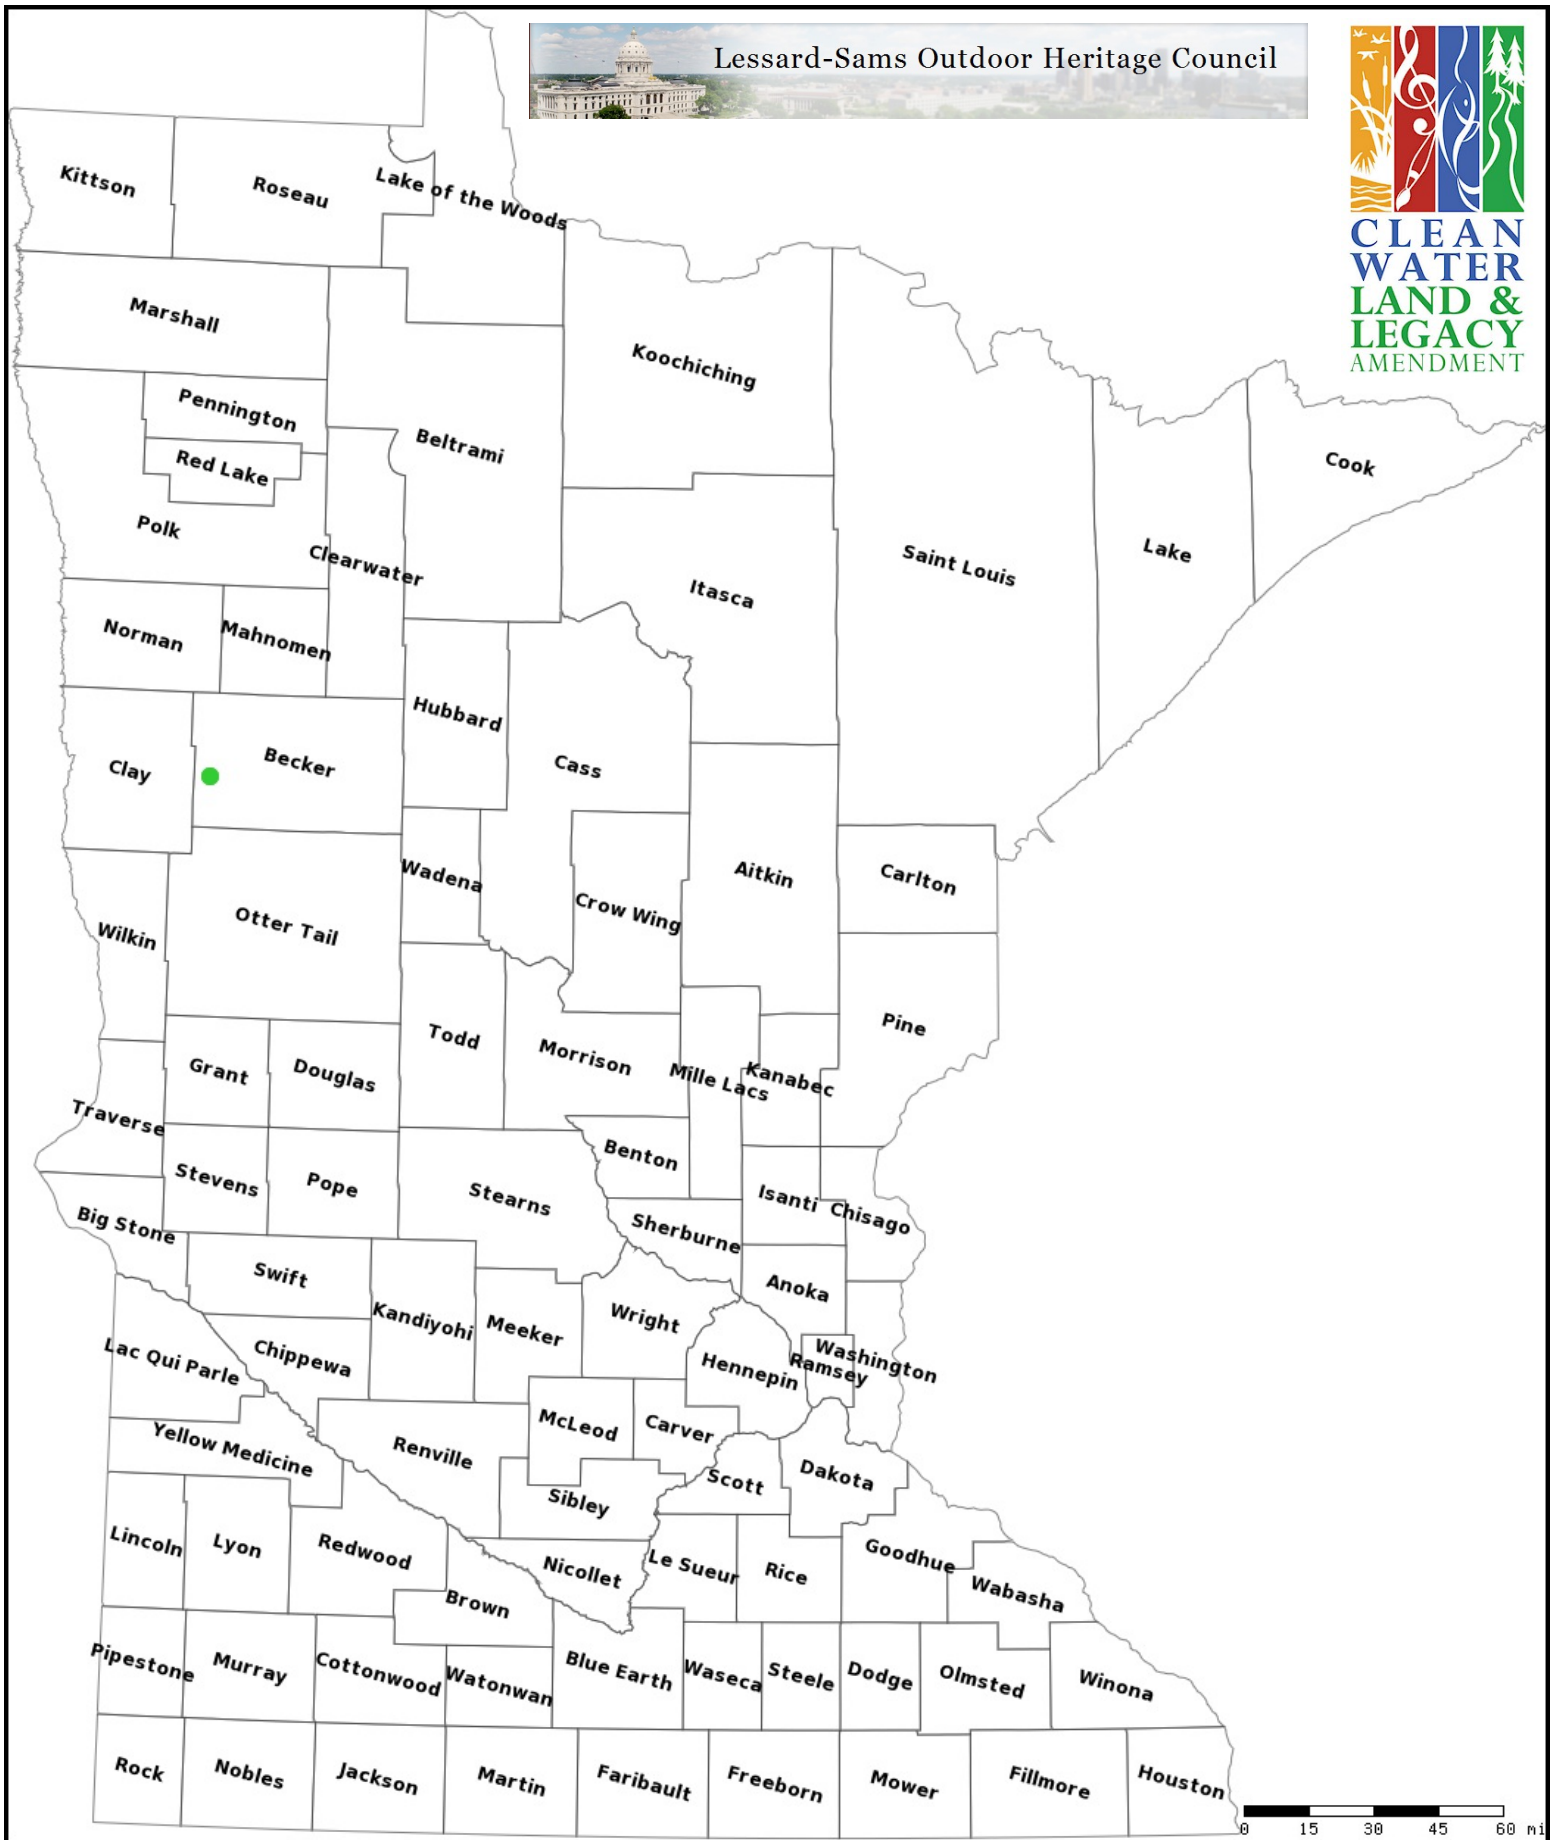 Lessard-Sams Outdoor Heritage Council
CLEAN
WATER
LAND &
LEGACY
AMENDMENT
Kittson
Roseau
Lake of the Woods
Marshall
Koochiching
Pennington
Beltrami
Red Lake
Cook
Polk
Clearwater
Saint Louis
Lake
Itasca
Norman
Mahnomen
Hubbard
Clay
Becker
Cass
Wadena
Aitkin
Carlton
Crow Wing
Otter Tail
Wilkin
Pine
Todd
Morrison
Grant
Douglas
Mille Lacs
Kanabec
Traverse
Benton
Stevens
Pope
Stearns
Isanti
Chisago
Big Stone
Sherburne
Swift
Anoka
Kandiyohi
Meeker
Wright
Lac Qui Parle
Chippewa
Hennepin
Ramsey
Washington
Yellow Medicine
Renville
McLeod
Carver
Scott
Dakota
Sibley
Lincoln
Lyon
Redwood
Nicollet
Le Sueur
Rice
Goodhue
Wabasha
Brown
Pipestone
Murray
Cottonwood
Watonwan
Blue Earth
Waseca
Steele
Dodge
Olmsted
Winona
Rock
Nobles
Jackson
Martin
Faribault
Freeborn
Mower
Fillmore
Houston
0 15 30 45 60 mi